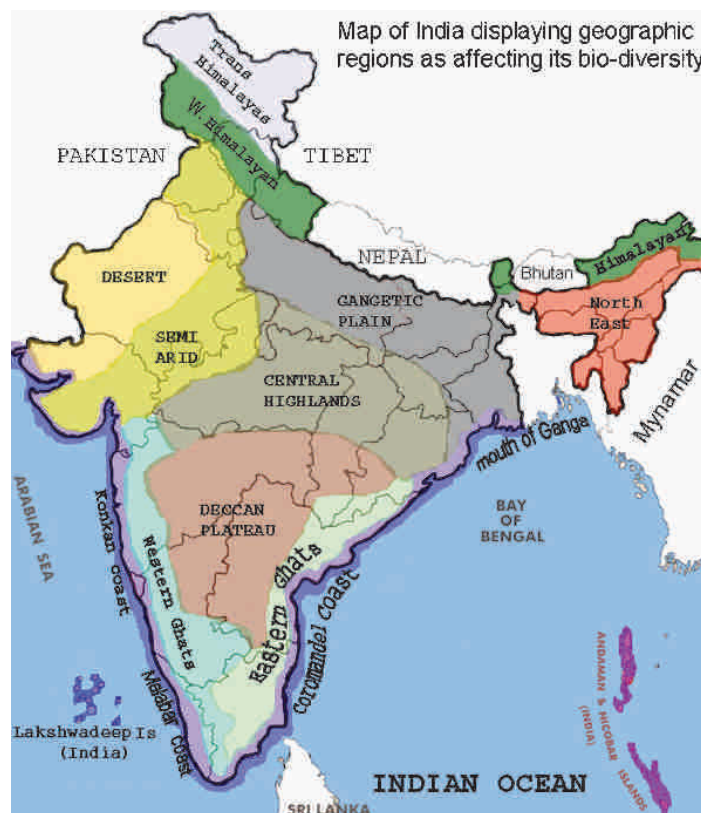 Map of India displaying geographic
regions as affecting its bio-diversity
Trans
Himalayas
W. Himalayan
PAKISTAN
TIBET
NEPAL
Bhutan
Himalayan
DESERT
GANGETIC
PLAIN
North
East
SEMI
ARID
CENTRAL
HIGHLANDS
Mynamar
mouth of Ganga
ARABIAN SEA
Konkan coast
DECCAN
PLATEAU
BAY
OF
BENGAL
Western Ghats
Eastern Ghats
Coromandel Coast
Malabar Coast
Lakshwadeep Is
(India)
ANDAMAN & NICOBAR ISLANDS
(INDIA)
INDIAN OCEAN
SRI LANKA